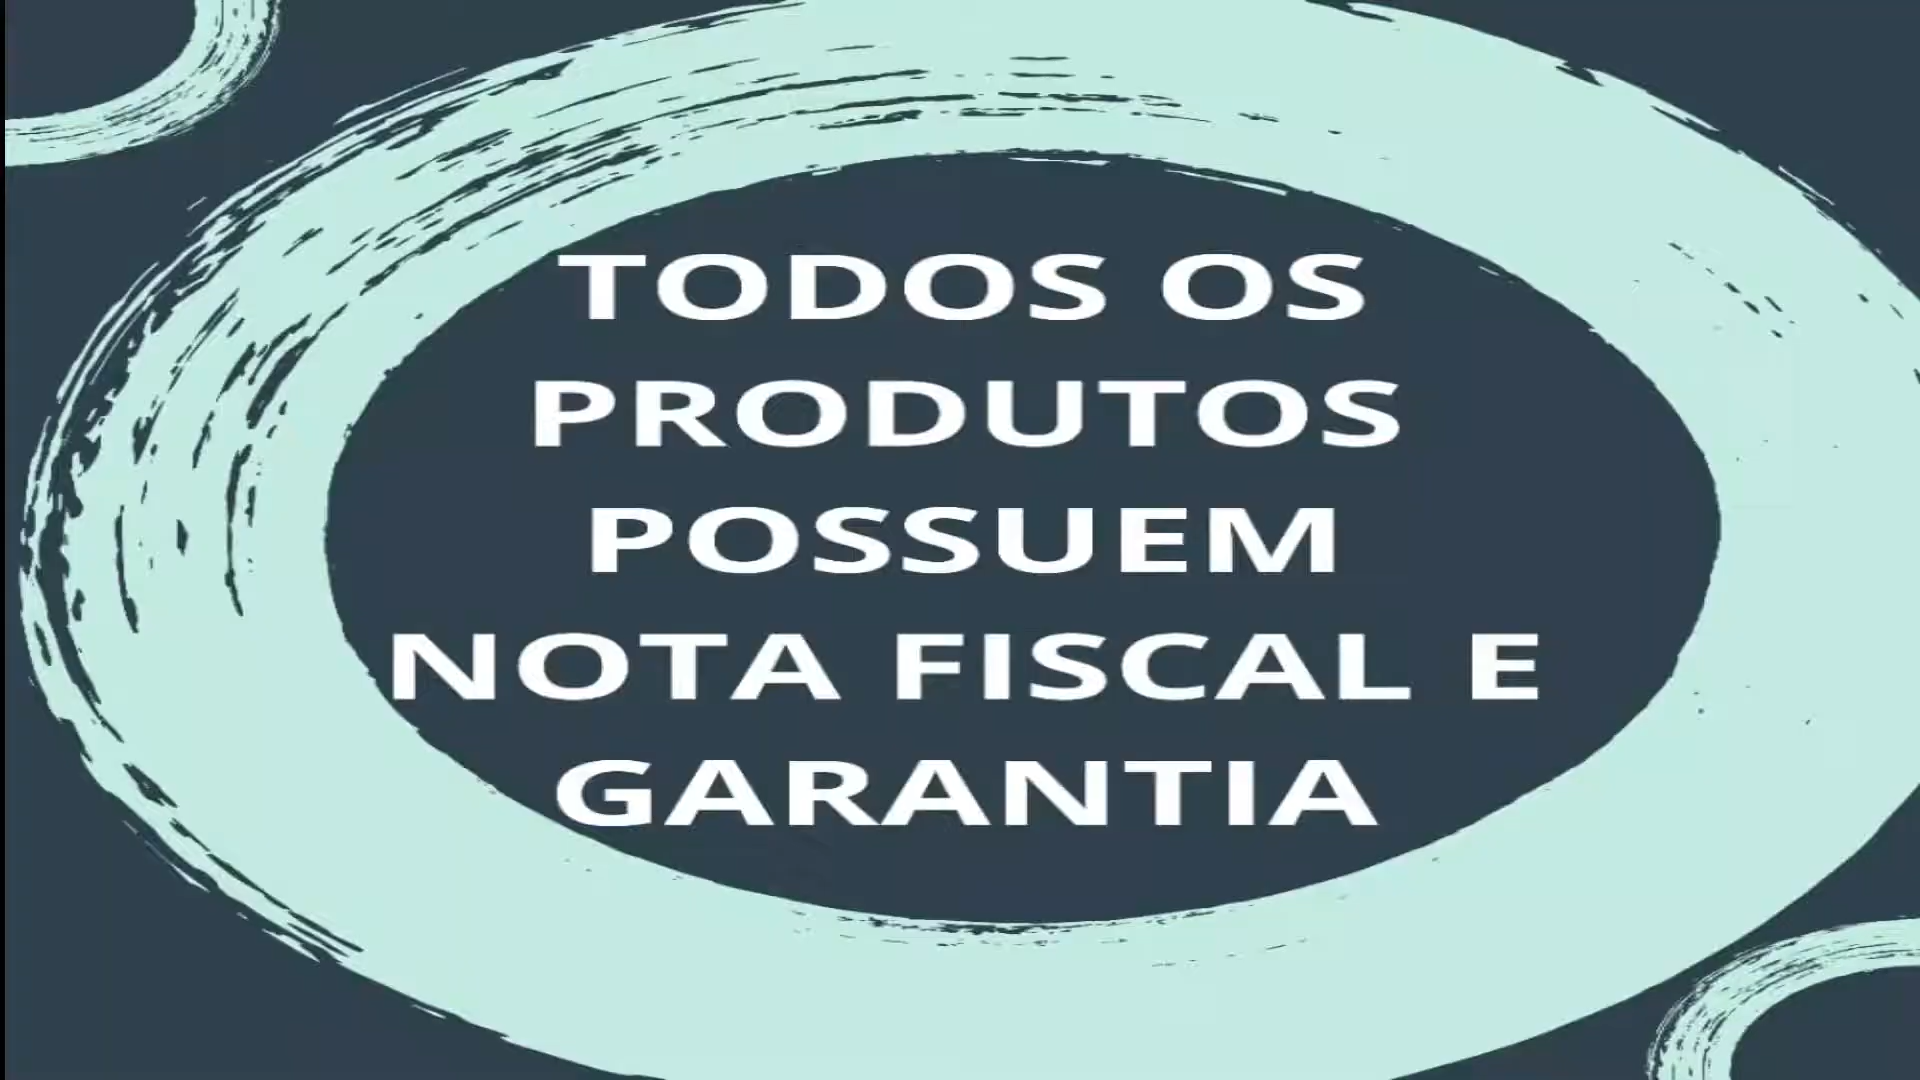 TODOS OS
PRODUTOS
POSSUEM
NOTA FISCAL E
GARANTIA